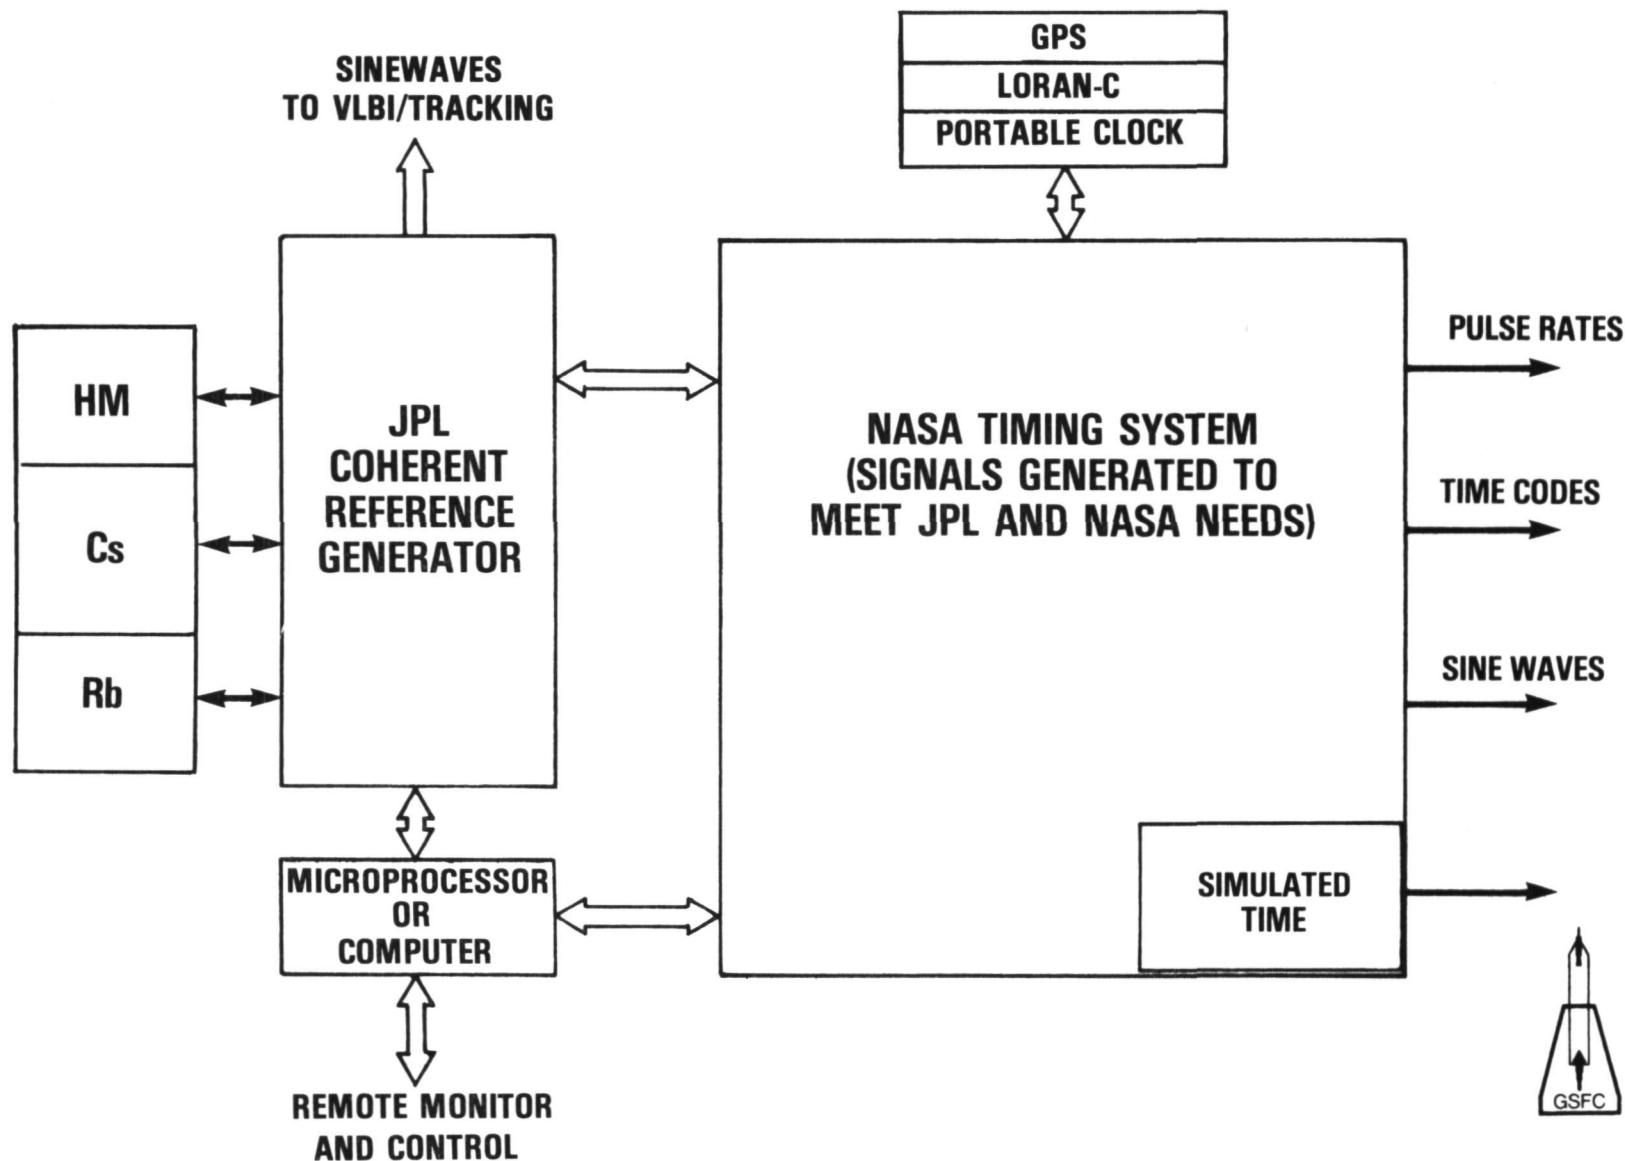 SINEWAVES
TO VLBI/TRACKING
GPS
LORAN-C
PORTABLE CLOCK
HM
Cs
Rb
JPL
COHERENT
REFERENCE
GENERATOR
NASA TIMING SYSTEM
(SIGNALS GENERATED TO
MEET JPL AND NASA NEEDS)
PULSE RATES
TIME CODES
SINE WAVES
SIMULATED
TIME
MICROPROCESSOR
OR
COMPUTER
REMOTE MONITOR
AND CONTROL
GSFC